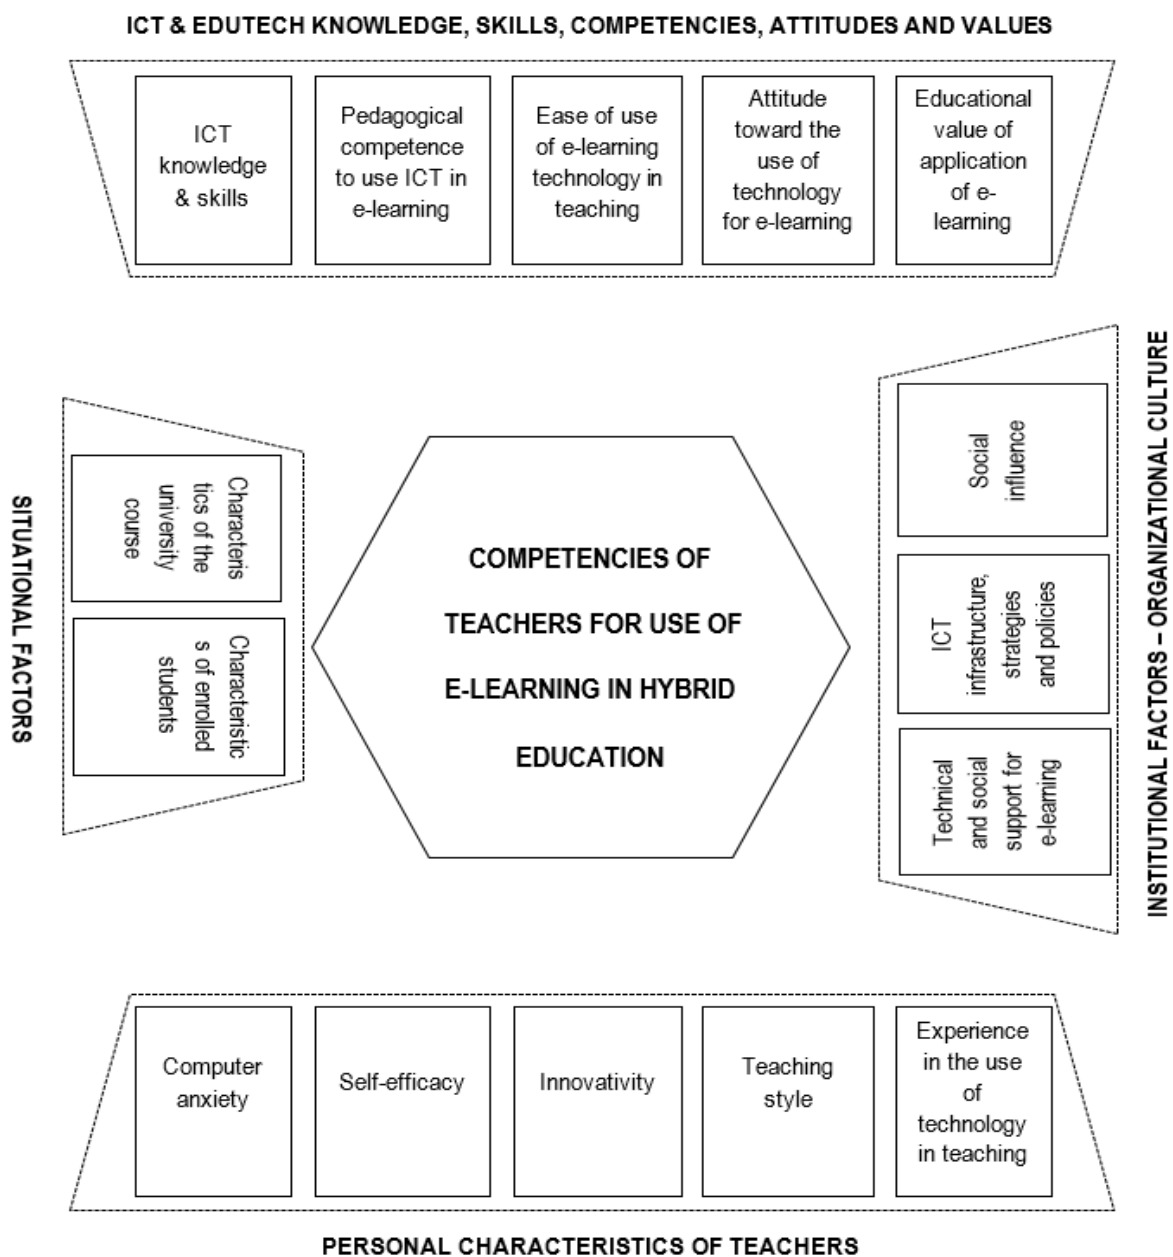 ICT & EDUTECH KNOWLEDGE, SKILLS, COMPETENCIES, ATTITUDES AND VALUES
ICT
knowledge
& skills
Pedagogical
competence
to use ICT in
e-learning
Ease of use
of e-learning
technology in
teaching
Attitude
toward the
use of
technology
for e-learning
Educational
value of
application
of e-
learning
SITUATIONAL FACTORS
Characteris
tics of the
university
course
Characteristic
s of enrolled
students
COMPETENCIES OF
TEACHERS FOR USE OF
E-LEARNING IN HYBRID
EDUCATION
Social
influence
ICT
infrastructure,
strategies
and policies
Technical
and social
support for
e-learning
INSTITUTIONAL FACTORS – ORGANIZATIONAL CULTURE
Computer
anxiety
Self-efficacy
Innovativity
Teaching
style
Experience
in the use
of
technology
in teaching
PERSONAL CHARACTERISTICS OF TEACHERS